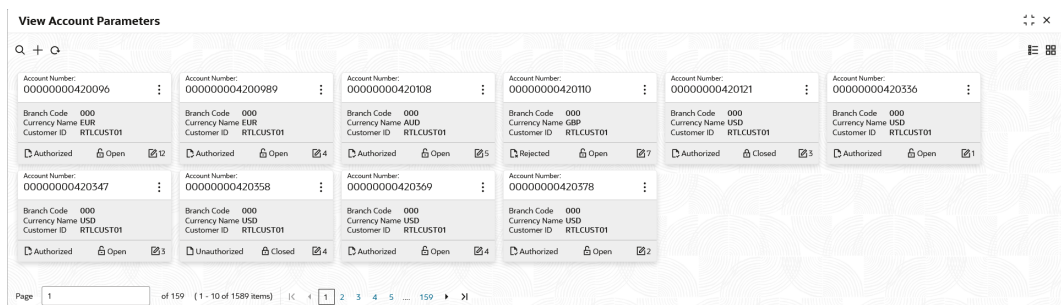 View Account Parameters
Account Number: Account Number: Account Number: Account Number: Account Number: Account Number:
00000000420096 000000004200989 00000000420108 00000000420110 00000000420121 00000000420336
Branch Code 000 Branch Code 000 Branch Code 000 Branch Code 000 Branch Code 000 Branch Code 000
Currency Name EUR Currency Name EUR Currency Name AUD Currency Name GBP Currency Name USD Currency Name USD
Customer ID RTLCUST01 Customer ID RTLCUST01 Customer ID RTLCUST01 Customer ID RTLCUST01 Customer ID RTLCUST01 Customer ID RTLCUST01
Authorized Open 12 Authorized Open 4 Authorized Open 5 Rejected Open 7 Authorized Closed 3 Authorized Open 1
Account Number: Account Number: Account Number: Account Number:
00000000420347 00000000420358 00000000420369 00000000420378
Branch Code 000 Branch Code 000 Branch Code 000 Branch Code 000
Currency Name USD Currency Name USD Currency Name USD Currency Name USD
Customer ID RTLCUST01 Customer ID RTLCUST01 Customer ID RTLCUST01 Customer ID RTLCUST01
Authorized Open 3 Unauthorized Closed 4 Authorized Open 4 Authorized Open 2
Page 1 of 159 (1 - 10 of 1589 items) 1 2 3 4 5 .... 159